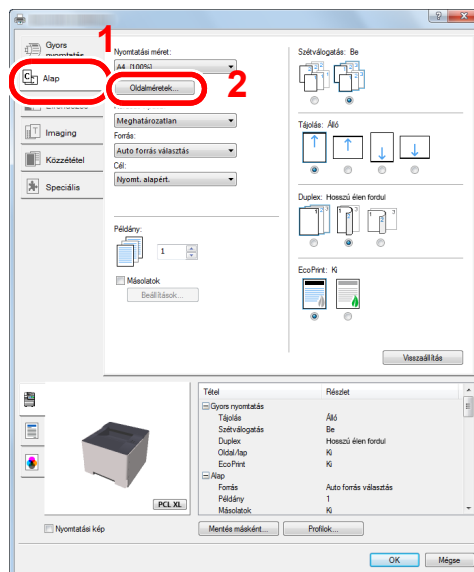 1
Gyors
nyomtatás
Alap
Imaging
Közzététel
Speciális
Nyomtatási méret:
A4 [100%]
Oldalméretek...
2
Meghatározatlan
Forrás:
Auto forrás választás
Cél:
Nyomt. alapért.
Példány:
1
Másolatok
Beállítások...
Szétválogatás: Be
Tájolás: Álló
Duplex: Hosszú élen fordul
EcoPrint: Ki
Visszaállítás
PCL XL
Nyomtatási kép
Tétel Részlet
Gyors nyomtatás
Tájolás Álló
Szétválogatás Be
Duplex Hosszú élen fordul
Oldal/lap Ki
EcoPrint Ki
Alap
Forrás Auto forrás választás
Példány 1
Másolatok Ki
Mentés másként... Profilok...
OK Mégse